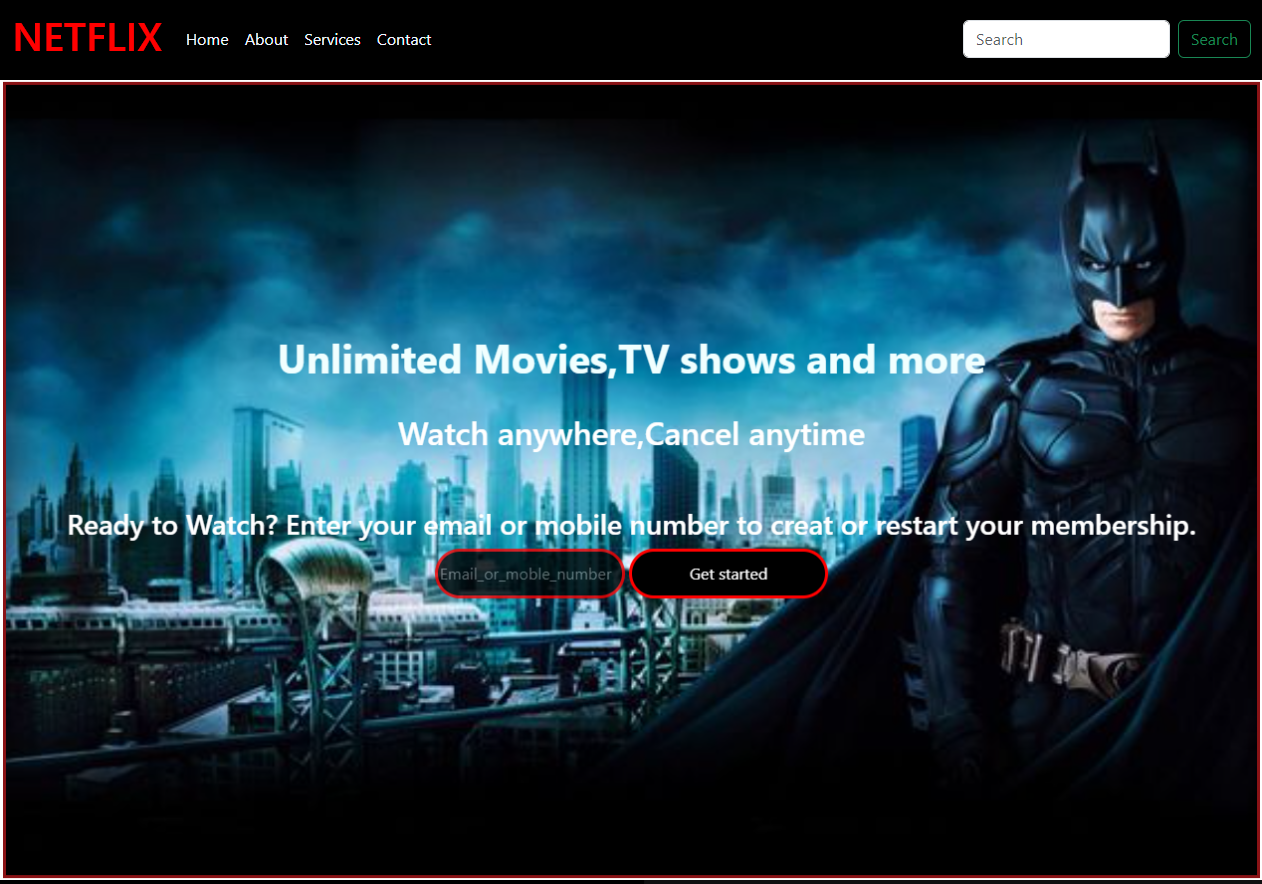 NETFLIX Home About Services Contact Search Search
Unlimited Movies,TV shows and more
Watch anywhere,Cancel anytime
Ready to Watch? Enter your email or mobile number to creat or restart your membership.
Email_or_moble_number Get started